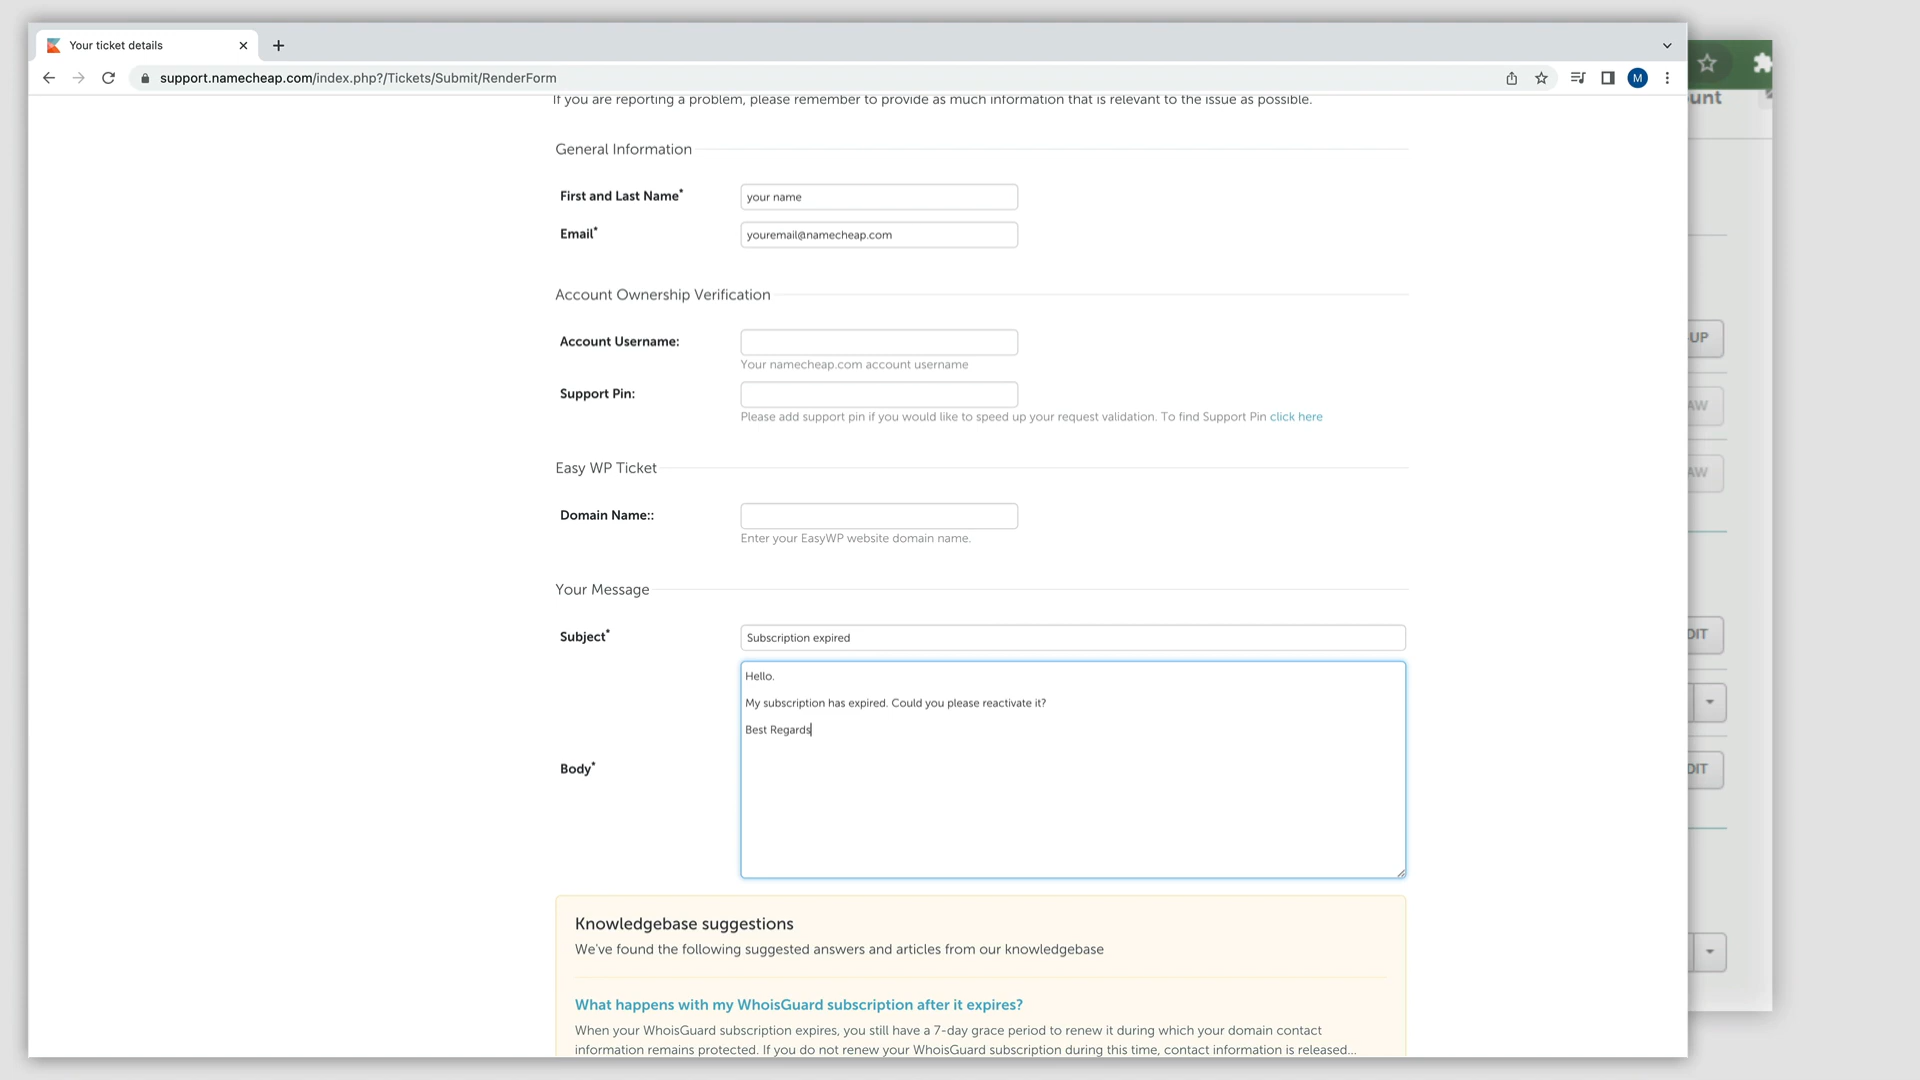 Your ticket details
support.namecheap.com/index.php?/Tickets/Submit/RenderForm
M
If you are reporting a problem, please remember to provide as much information that is relevant to the issue as possible.
General Information
First and Last Name*
your name
Email*
youremail@namecheap.com
Account Ownership Verification
Account Username:
Your namecheap.com account username
Support Pin:
Please add support pin if you would like to speed up your request validation. To find Support Pin click here
Easy WP Ticket
Domain Name::
Enter your EasyWP website domain name.
Your Message
Subject*
Subscription expired
Hello.
My subscription has expired. Could you please reactivate it?
Best Regards
Body*
Knowledgebase suggestions
We've found the following suggested answers and articles from our knowledgebase
What happens with my WhoisGuard subscription after it expires?
When your WhoisGuard subscription expires, you still have a 7-day grace period to renew it during which your domain contact
information remains protected. If you do not renew your WhoisGuard subscription during this time, contact information is released...